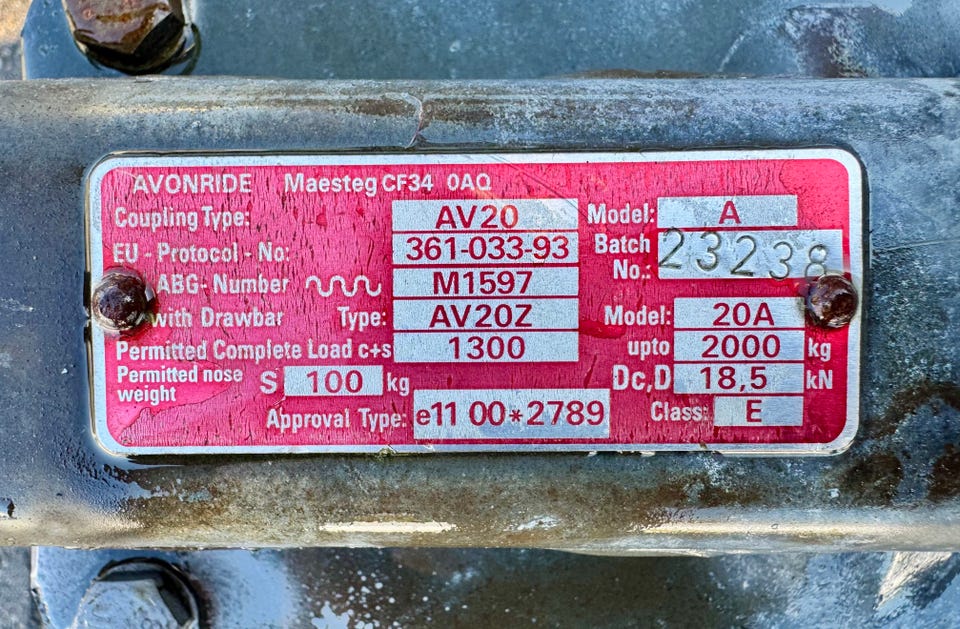 AVONRIDE Maesteg CF34 0AQ
Coupling Type: AV20 Model: A
EU - Protocol - No: 361-033-93 Batch No.: 23238
ABG- Number M1597
with Drawbar Type: AV20Z Model: 20A
Permitted Complete Load c+s 1300 upto 2000 kg
Permitted nose weight S 100 kg Dc,D 18,5 kN
Approval Type: e11 00*2789 Class: E